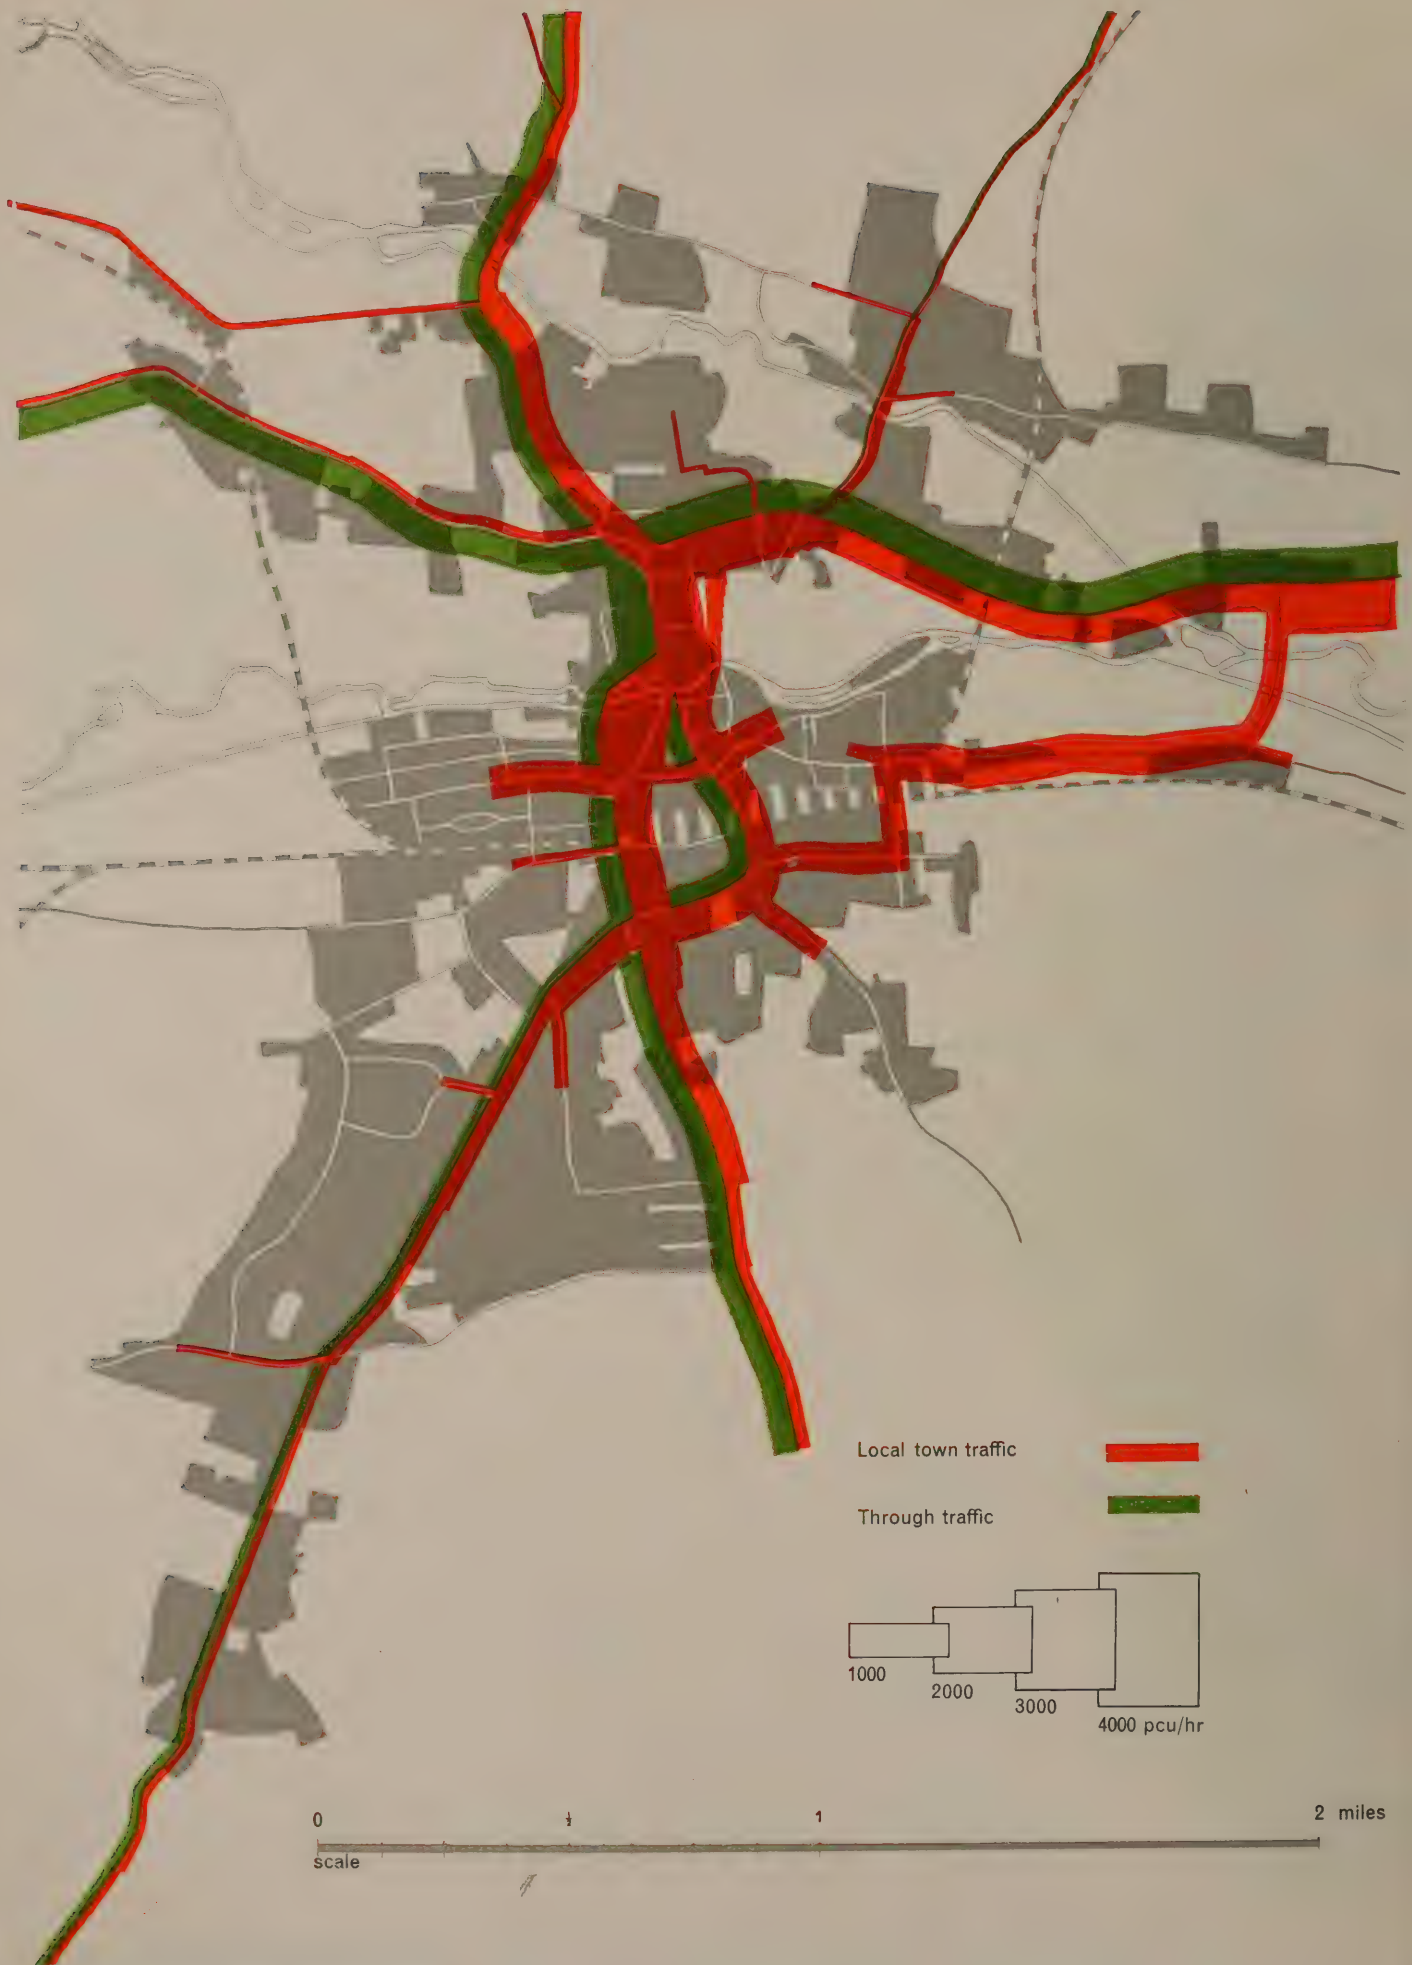 Local town traffic
Through traffic
1000
2000
3000
4000 pcu/hr
0 ½ 1 2 miles
scale